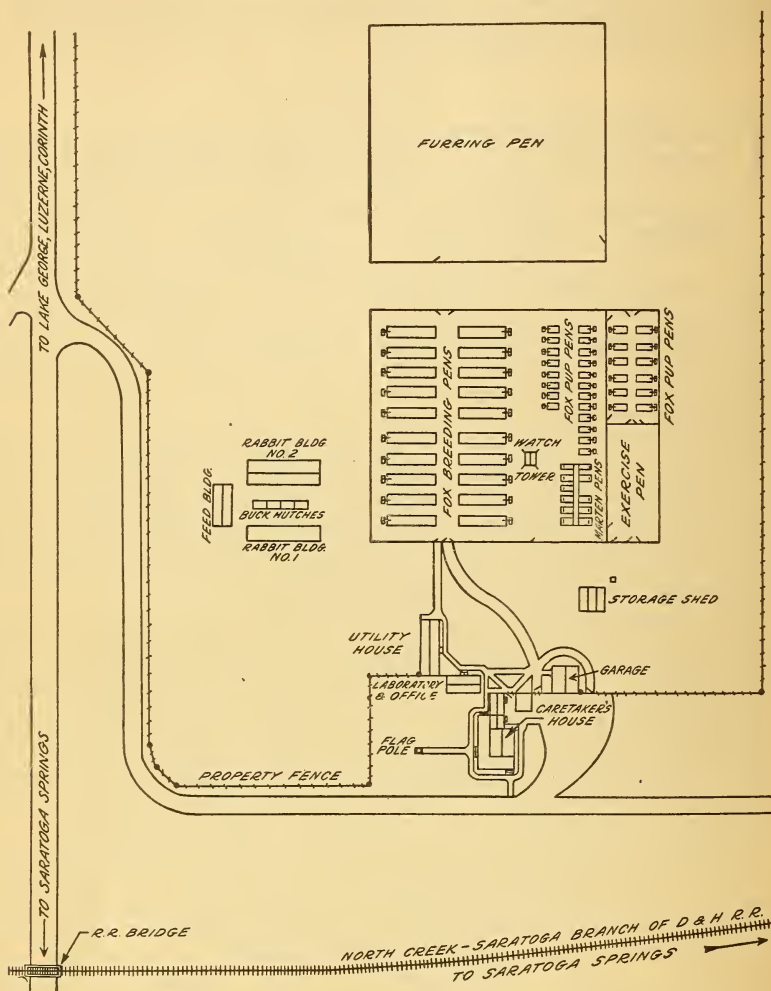 TO LAKE GEORGE, LUZERNE, CORINTH
FURRING PEN
FOX BREEDING PENS
FOX PUP PENS
FOX PUP PENS
WATCH
TOWER
MARTEN PENS
EXERCISE
PEN
RABBIT BLDG.
NO. 2
FEED BLDG.
BUCK HUTCHES
RABBIT BLDG.
NO. 1
STORAGE SHED
UTILITY
HOUSE
GARAGE
LABORATORY
& OFFICE
CARETAKER'S
HOUSE
FLAG
POLE
PROPERTY FENCE
TO SARATOGA SPRINGS
R.R. BRIDGE
NORTH CREEK-SARATOGA BRANCH OF D & H R.R.
TO SARATOGA SPRINGS